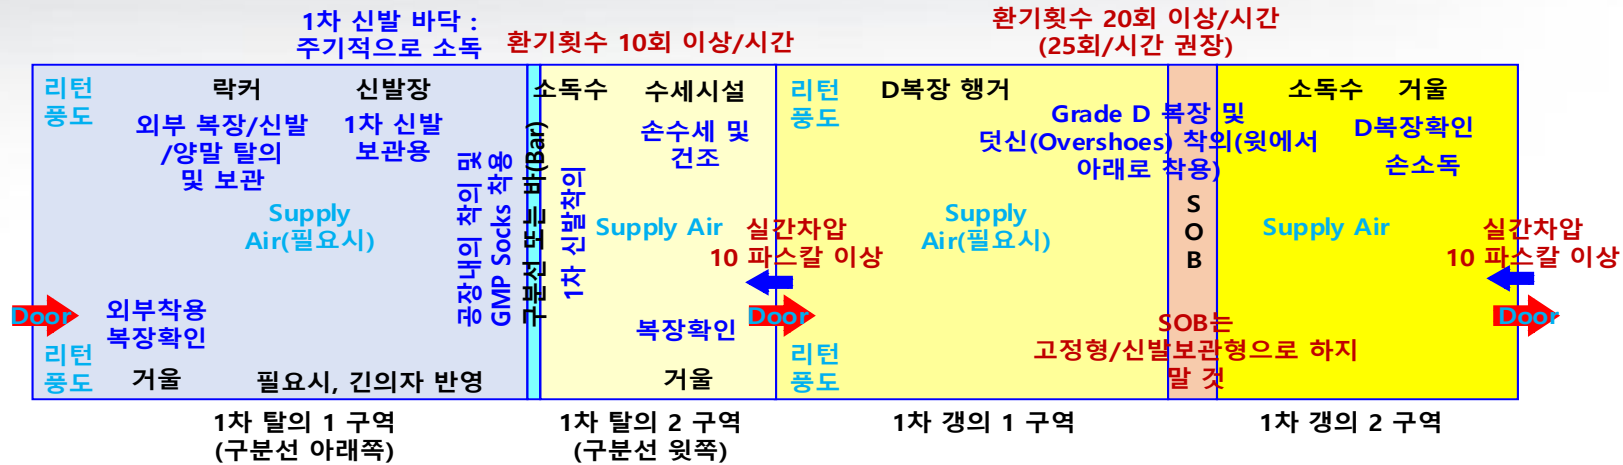 1차 신발 바닥 :
주기적으로 소독
환기횟수 10회 이상/시간
환기횟수 20회 이상/시간
(25회/시간 권장)
리턴
풍도
락커
신발장
외부 복장/신발
/양말 탈의
및 보관
1차 신발
보관용
Supply
Air(필요시)
공장내의 착의 및
GMP Socks 착용
구분선 또는 바(Bar)
Door
외부착용
복장확인
리턴
풍도
거울
필요시, 긴의자 반영
소독수
수세시설
손수세 및
건조
1차 신발착의
Supply Air
실간차압
10 파스칼 이상
Door
복장확인
거울
리턴
풍도
D복장 행거
Grade D 복장 및
덧신(Overshoes) 착의(윗에서
아래로 착용)
Supply
Air(필요시)
S
O
B
SOB는
고정형/신발보관형으로 하지
말 것
리턴
풍도
소독수
거울
D복장확인
손소독
Supply Air
실간차압
10 파스칼 이상
Door
1차 탈의 1 구역
(구분선 아래쪽)
1차 탈의 2 구역
(구분선 윗쪽)
1차 갱의 1 구역
1차 갱의 2 구역